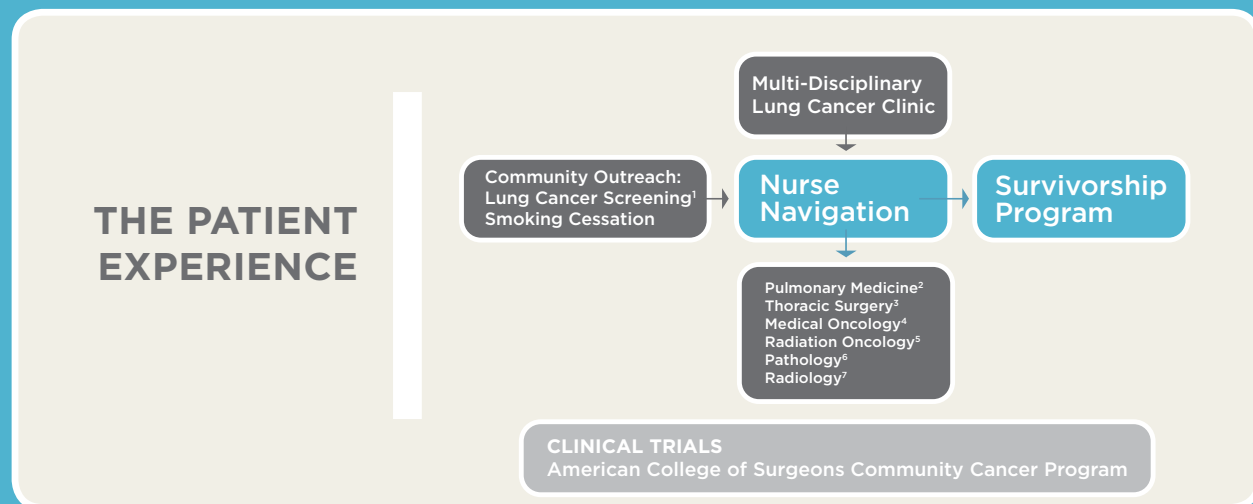 THE PATIENT
EXPERIENCE
Multi-Disciplinary
Lung Cancer Clinic
Community Outreach:
Lung Cancer Screening¹
Smoking Cessation
Nurse
Navigation
Survivorship
Program
Pulmonary Medicine²
Thoracic Surgery³
Medical Oncology⁴
Radiation Oncology⁵
Pathology⁶
Radiology⁷
CLINICAL TRIALS
American College of Surgeons Community Cancer Program